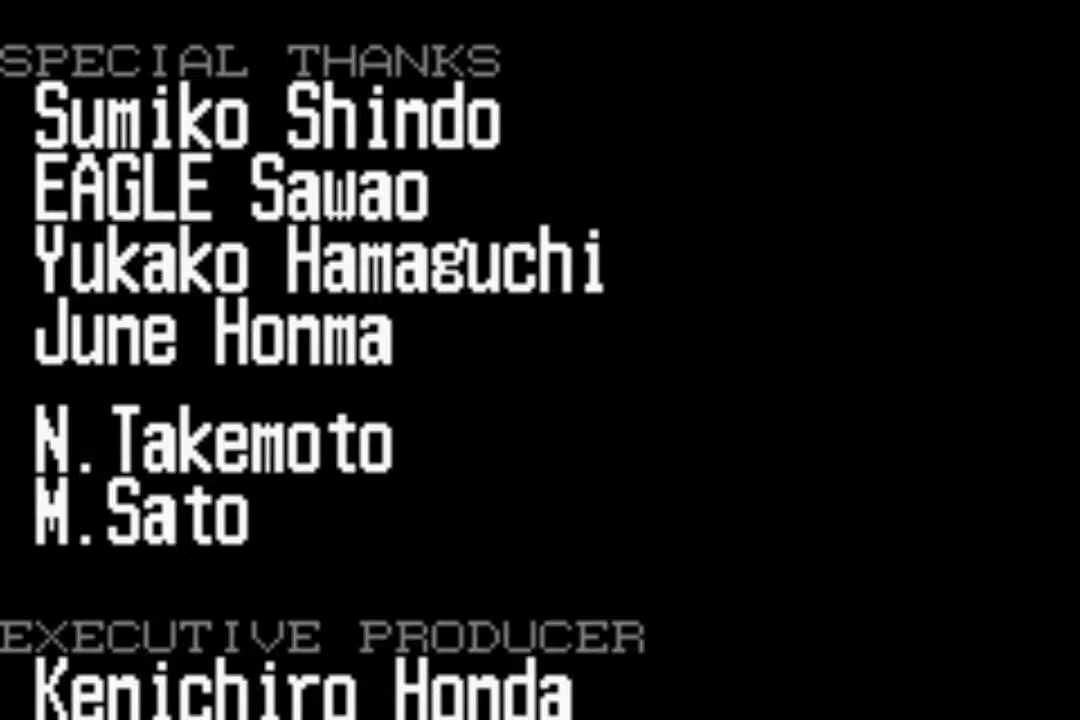 SPECIAL THANKS
Sumiko Shindo
EAGLE Sawao
Yukako Hamaguchi
June Honma
N.Takemoto
M.Sato
EXECUTIVE PRODUCER
Kenichiro Honda